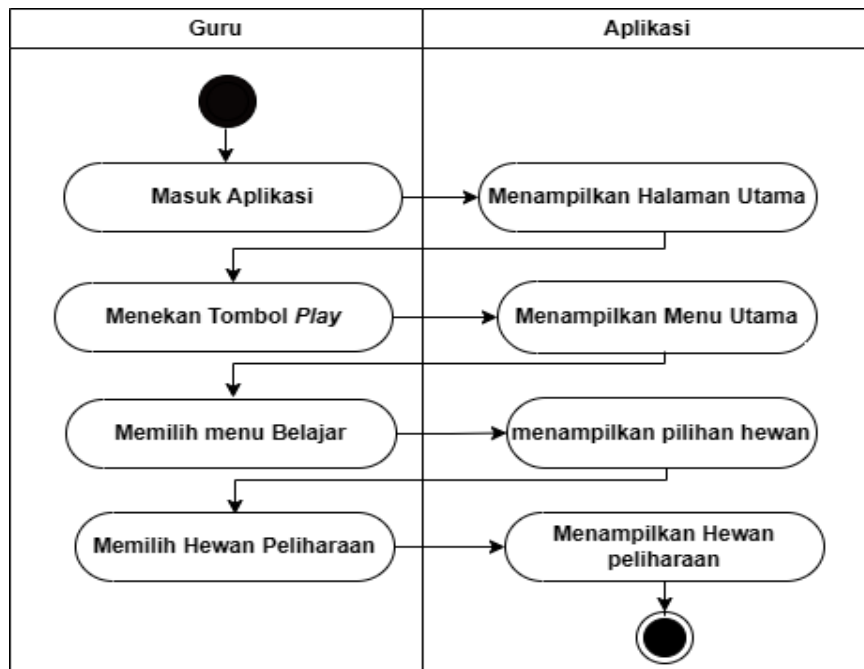 Guru
Aplikasi
Masuk Aplikasi
Menampilkan Halaman Utama
Menekan Tombol Play
Menampilkan Menu Utama
Memilih menu Belajar
menampilkan pilihan hewan
Memilih Hewan Peliharaan
Menampilkan Hewan
peliharaan